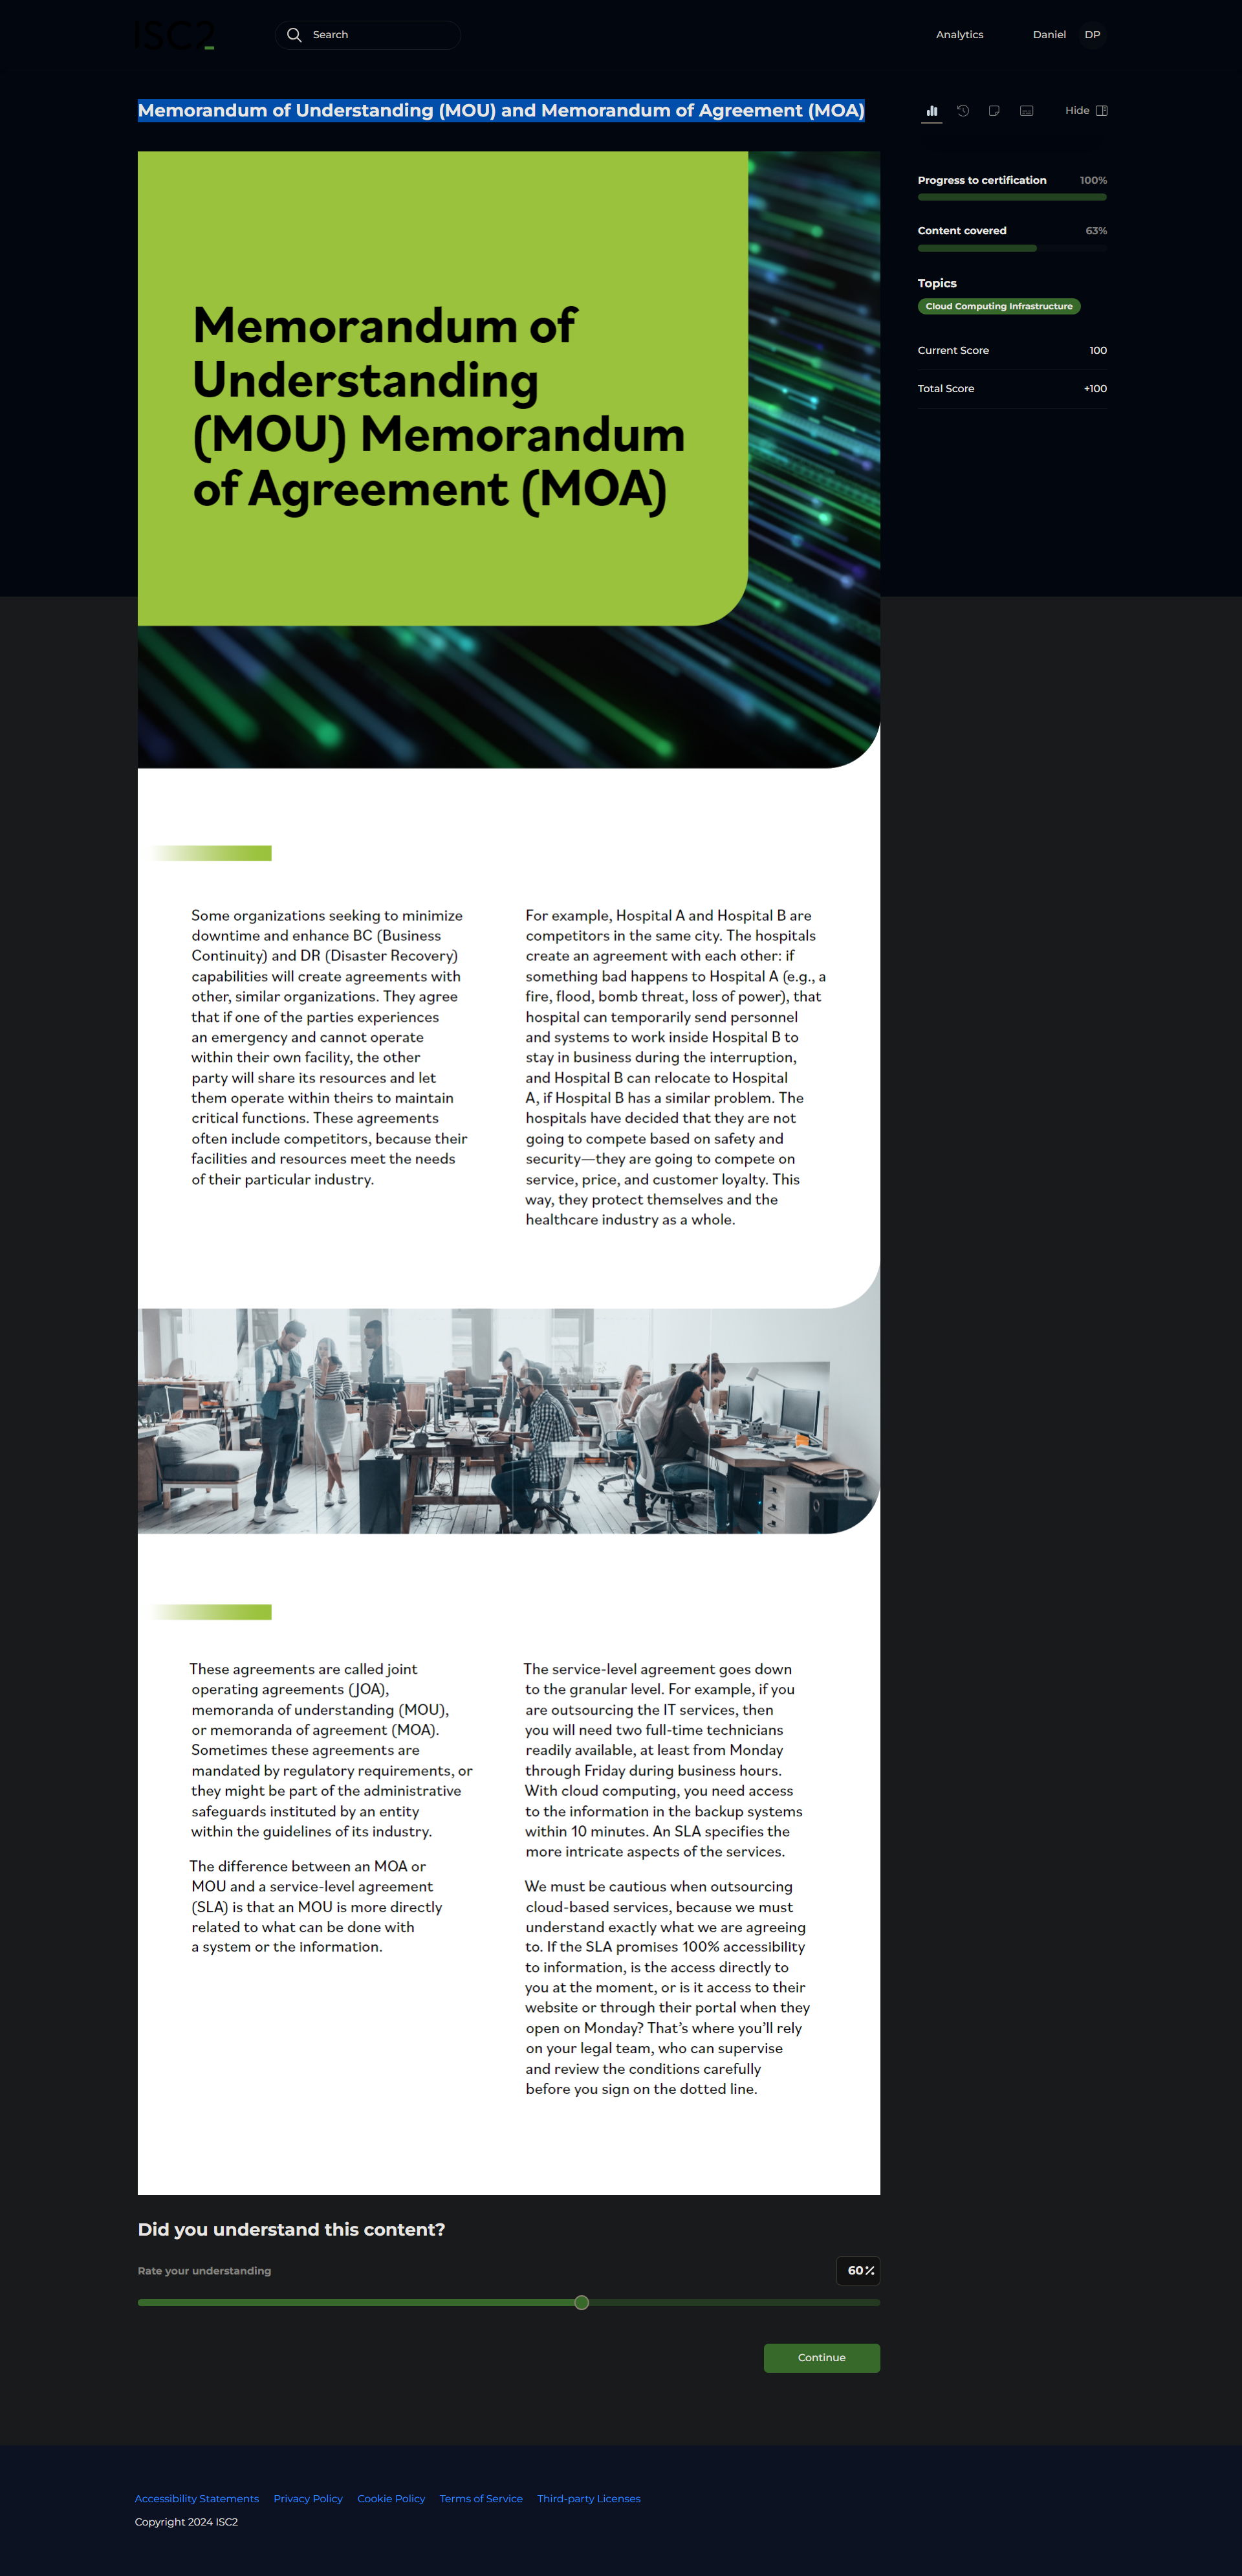 ISC2
Search
Analytics
Daniel
DP
Memorandum of Understanding (MOU) and Memorandum of Agreement (MOA)
Hide
Progress to certification 100%
Content covered 63%
Topics
Cloud Computing Infrastructure
Current Score 100
Total Score +100
Memorandum of
Understanding
(MOU) Memorandum
of Agreement (MOA)
Some organizations seeking to minimize
downtime and enhance BC (Business
Continuity) and DR (Disaster Recovery)
capabilities will create agreements with
other, similar organizations. They agree
that if one of the parties experiences
an emergency and cannot operate
within their own facility, the other
party will share its resources and let
them operate within theirs to maintain
critical functions. These agreements
often include competitors, because their
facilities and resources meet the needs
of their particular industry.
For example, Hospital A and Hospital B are
competitors in the same city. The hospitals
create an agreement with each other: if
something bad happens to Hospital A (e.g., a
fire, flood, bomb threat, loss of power), that
hospital can temporarily send personnel
and systems to work inside Hospital B to
stay in business during the interruption,
and Hospital B can relocate to Hospital
A, if Hospital B has a similar problem. The
hospitals have decided that they are not
going to compete based on safety and
security—they are going to compete on
service, price, and customer loyalty. This
way, they protect themselves and the
healthcare industry as a whole.
These agreements are called joint
operating agreements (JOA),
memoranda of understanding (MOU),
or memoranda of agreement (MOA).
Sometimes these agreements are
mandated by regulatory requirements, or
they might be part of the administrative
safeguards instituted by an entity
within the guidelines of its industry.
The difference between an MOA or
MOU and a service-level agreement
(SLA) is that an MOU is more directly
related to what can be done with
a system or the information.
The service-level agreement goes down
to the granular level. For example, if you
are outsourcing the IT services, then
you will need two full-time technicians
readily available, at least from Monday
through Friday during business hours.
With cloud computing, you need access
to the information in the backup systems
within 10 minutes. An SLA specifies the
more intricate aspects of the services.
We must be cautious when outsourcing
cloud-based services, because we must
understand exactly what we are agreeing
to. If the SLA promises 100% accessibility
to information, is the access directly to
you at the moment, or is it access to their
website or through their portal when they
open on Monday? That’s where you’ll rely
on your legal team, who can supervise
and review the conditions carefully
before you sign on the dotted line.
Did you understand this content?
Rate your understanding
60%
Continue
Accessibility Statements Privacy Policy Cookie Policy Terms of Service Third-party Licenses
Copyright 2024 ISC2